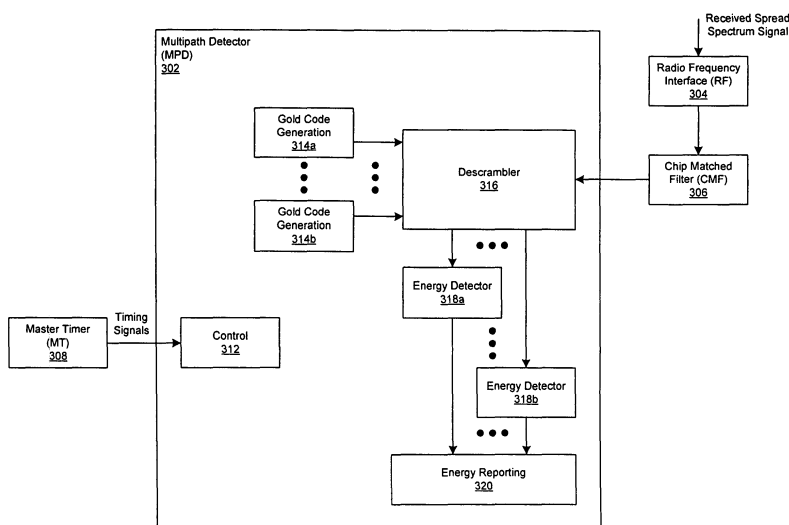 Received Spread
Spectrum Signal
Multipath Detector
(MPD)
302
Radio Frequency
Interface (RF)
304
Gold Code
Generation
314a
Descrambler
316
Chip Matched
Filter (CMF)
306
Gold Code
Generation
314b
Energy Detector
318a
Timing
Signals
Master Timer
(MT)
308
Control
312
Energy Detector
318b
Energy Reporting
320